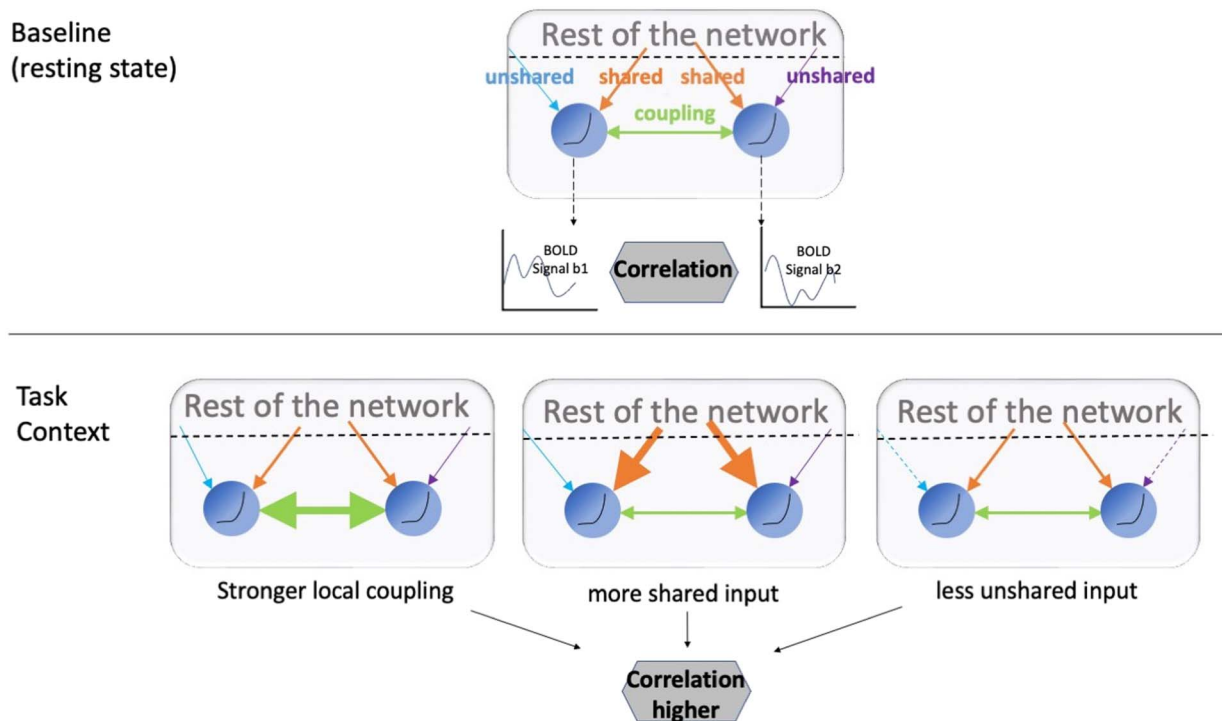 Baseline
(resting state)
Rest of the network
unshared shared shared unshared
coupling
BOLD
Signal b1
Correlation
BOLD
Signal b2
Task
Context
Rest of the network
Rest of the network
Rest of the network
Stronger local coupling
more shared input
less unshared input
Correlation
higher